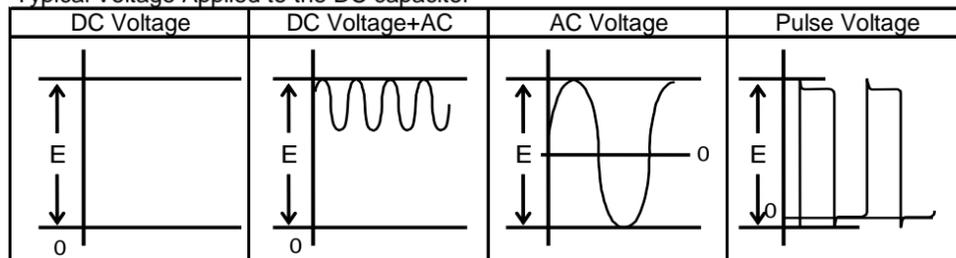 Typical Voltage Applied to the DC capacitor
DC Voltage
DC Voltage+AC
AC Voltage
Pulse Voltage
E
0
E
0
E
0
E
0